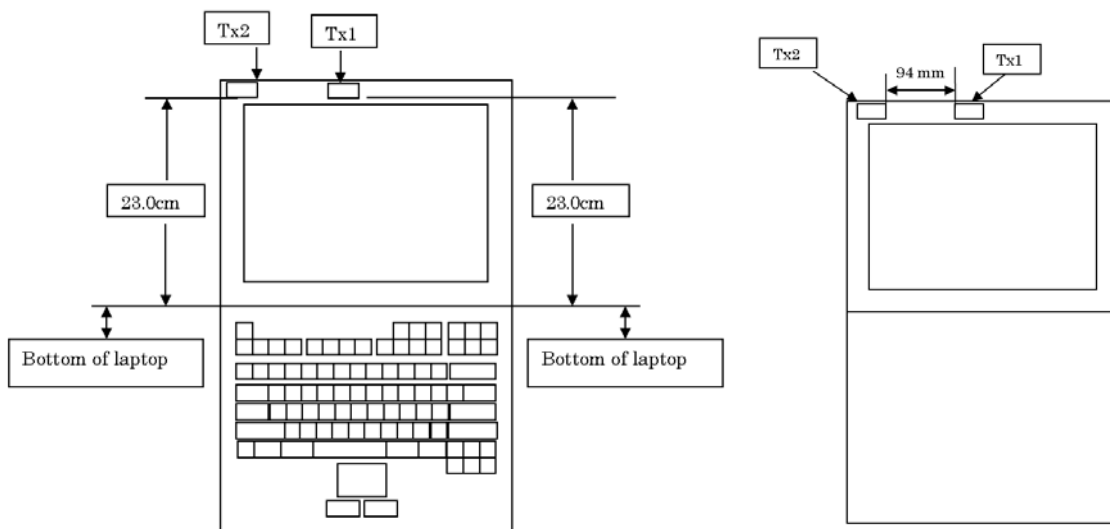 Tx2
Tx1
23.0cm
23.0cm
Bottom of laptop
Bottom of laptop
Tx2
94 mm
Tx1